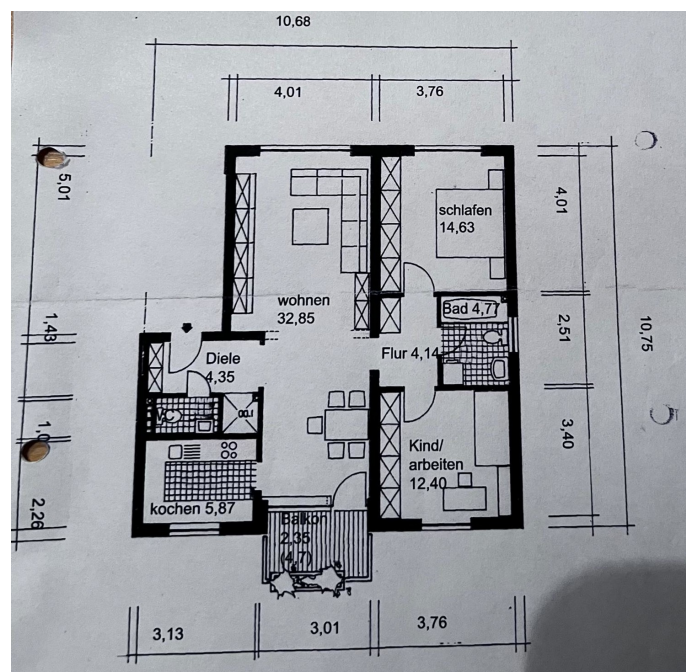 10,68
4,01
3,76
5,01
1,43
2,26
4,01
2,51
3,40
10,75
schlafen
14,63
wohnen
32,85
Bad 4,77
Flur 4,14
Diele
4,35
WC
Kind/
arbeiten
12,40
kochen 5,87
Balkon
2,35
(4,7)
3,13
3,01
3,76